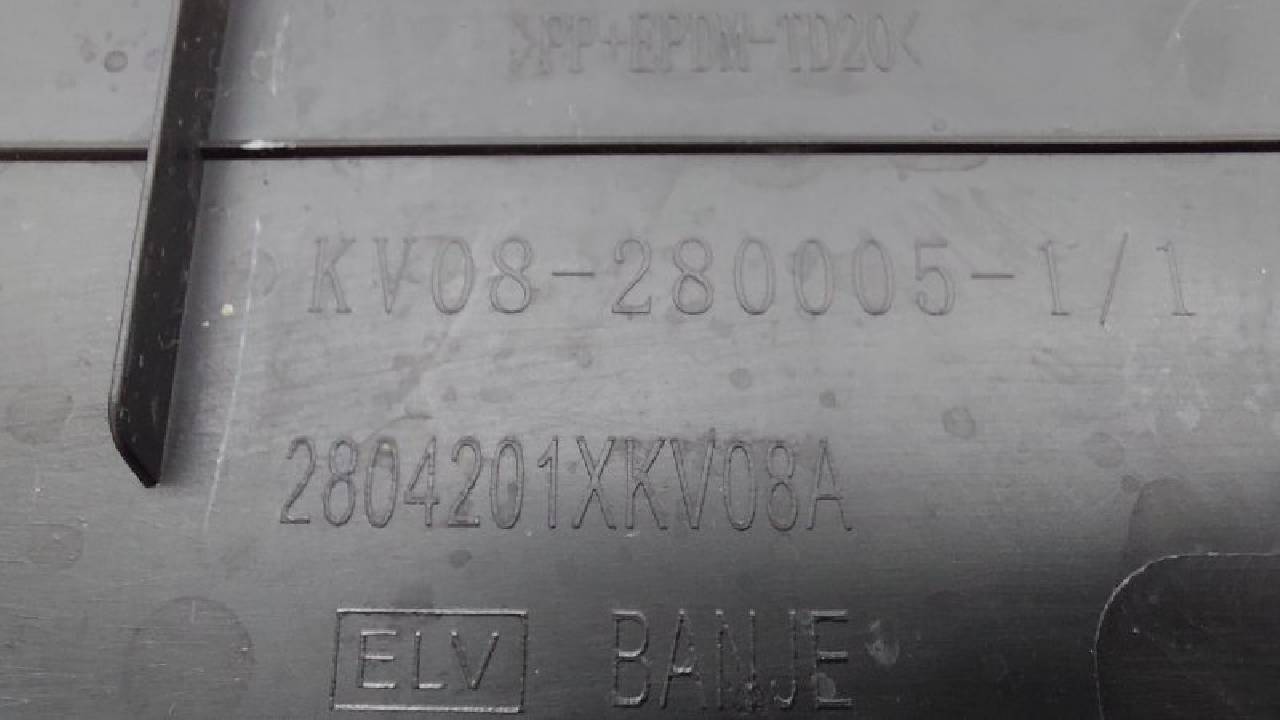 >PP+EPDM-TD20<
KV08-280005-1/1
2804201XKV08A
ELV BANJE